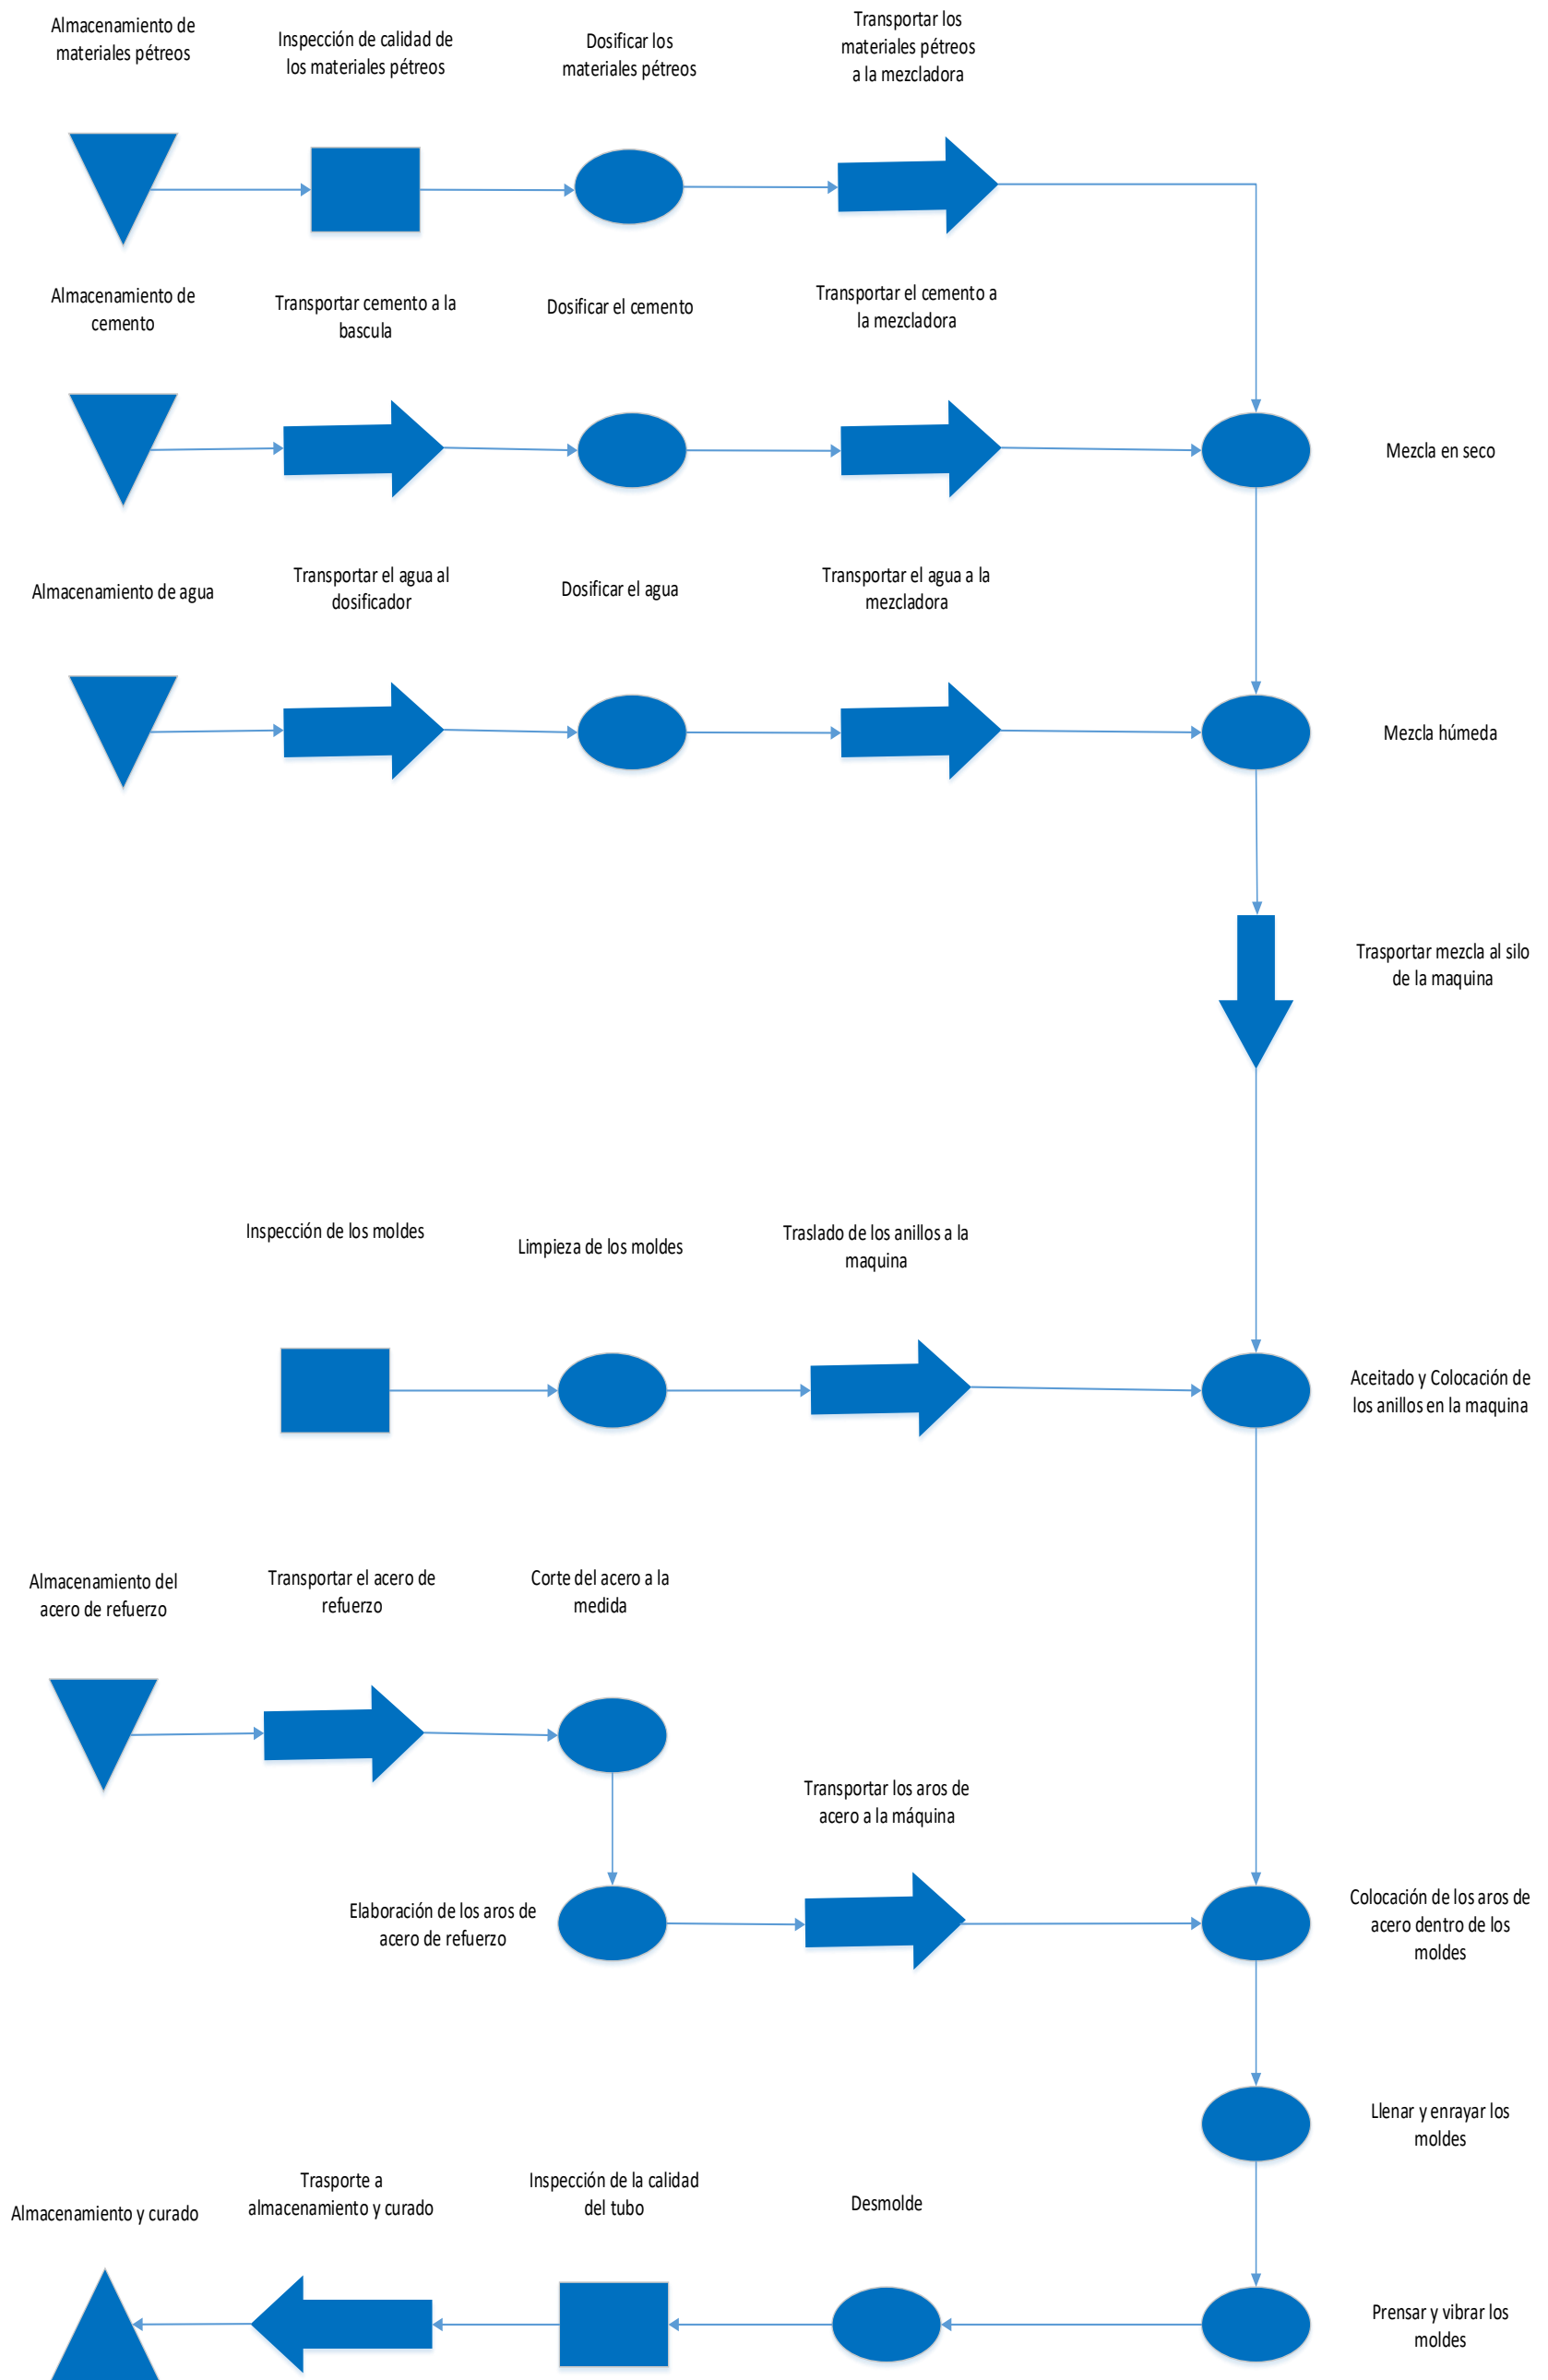 Almacenamiento de
materiales pétreos
Inspección de calidad de
los materiales pétreos
Dosificar los
materiales pétreos
Transportar los
materiales pétreos
a la mezcladora
Almacenamiento de
cemento
Transportar cemento a la
bascula
Dosificar el cemento
Transportar el cemento a
la mezcladora
Mezcla en seco
Almacenamiento de agua
Transportar el agua al
dosificador
Dosificar el agua
Transportar el agua a la
mezcladora
Mezcla húmeda
Trasportar mezcla al silo
de la maquina
Inspección de los moldes
Limpieza de los moldes
Traslado de los anillos a la
maquina
Aceitado y Colocación de
los anillos en la maquina
Almacenamiento del
acero de refuerzo
Transportar el acero de
refuerzo
Corte del acero a la
medida
Transportar los aros de
acero a la máquina
Elaboración de los aros de
acero de refuerzo
Colocación de los aros de
acero dentro de los
moldes
Llenar y enrayar los
moldes
Almacenamiento y curado
Trasporte a
almacenamiento y curado
Inspección de la calidad
del tubo
Desmolde
Prensar y vibrar los
moldes